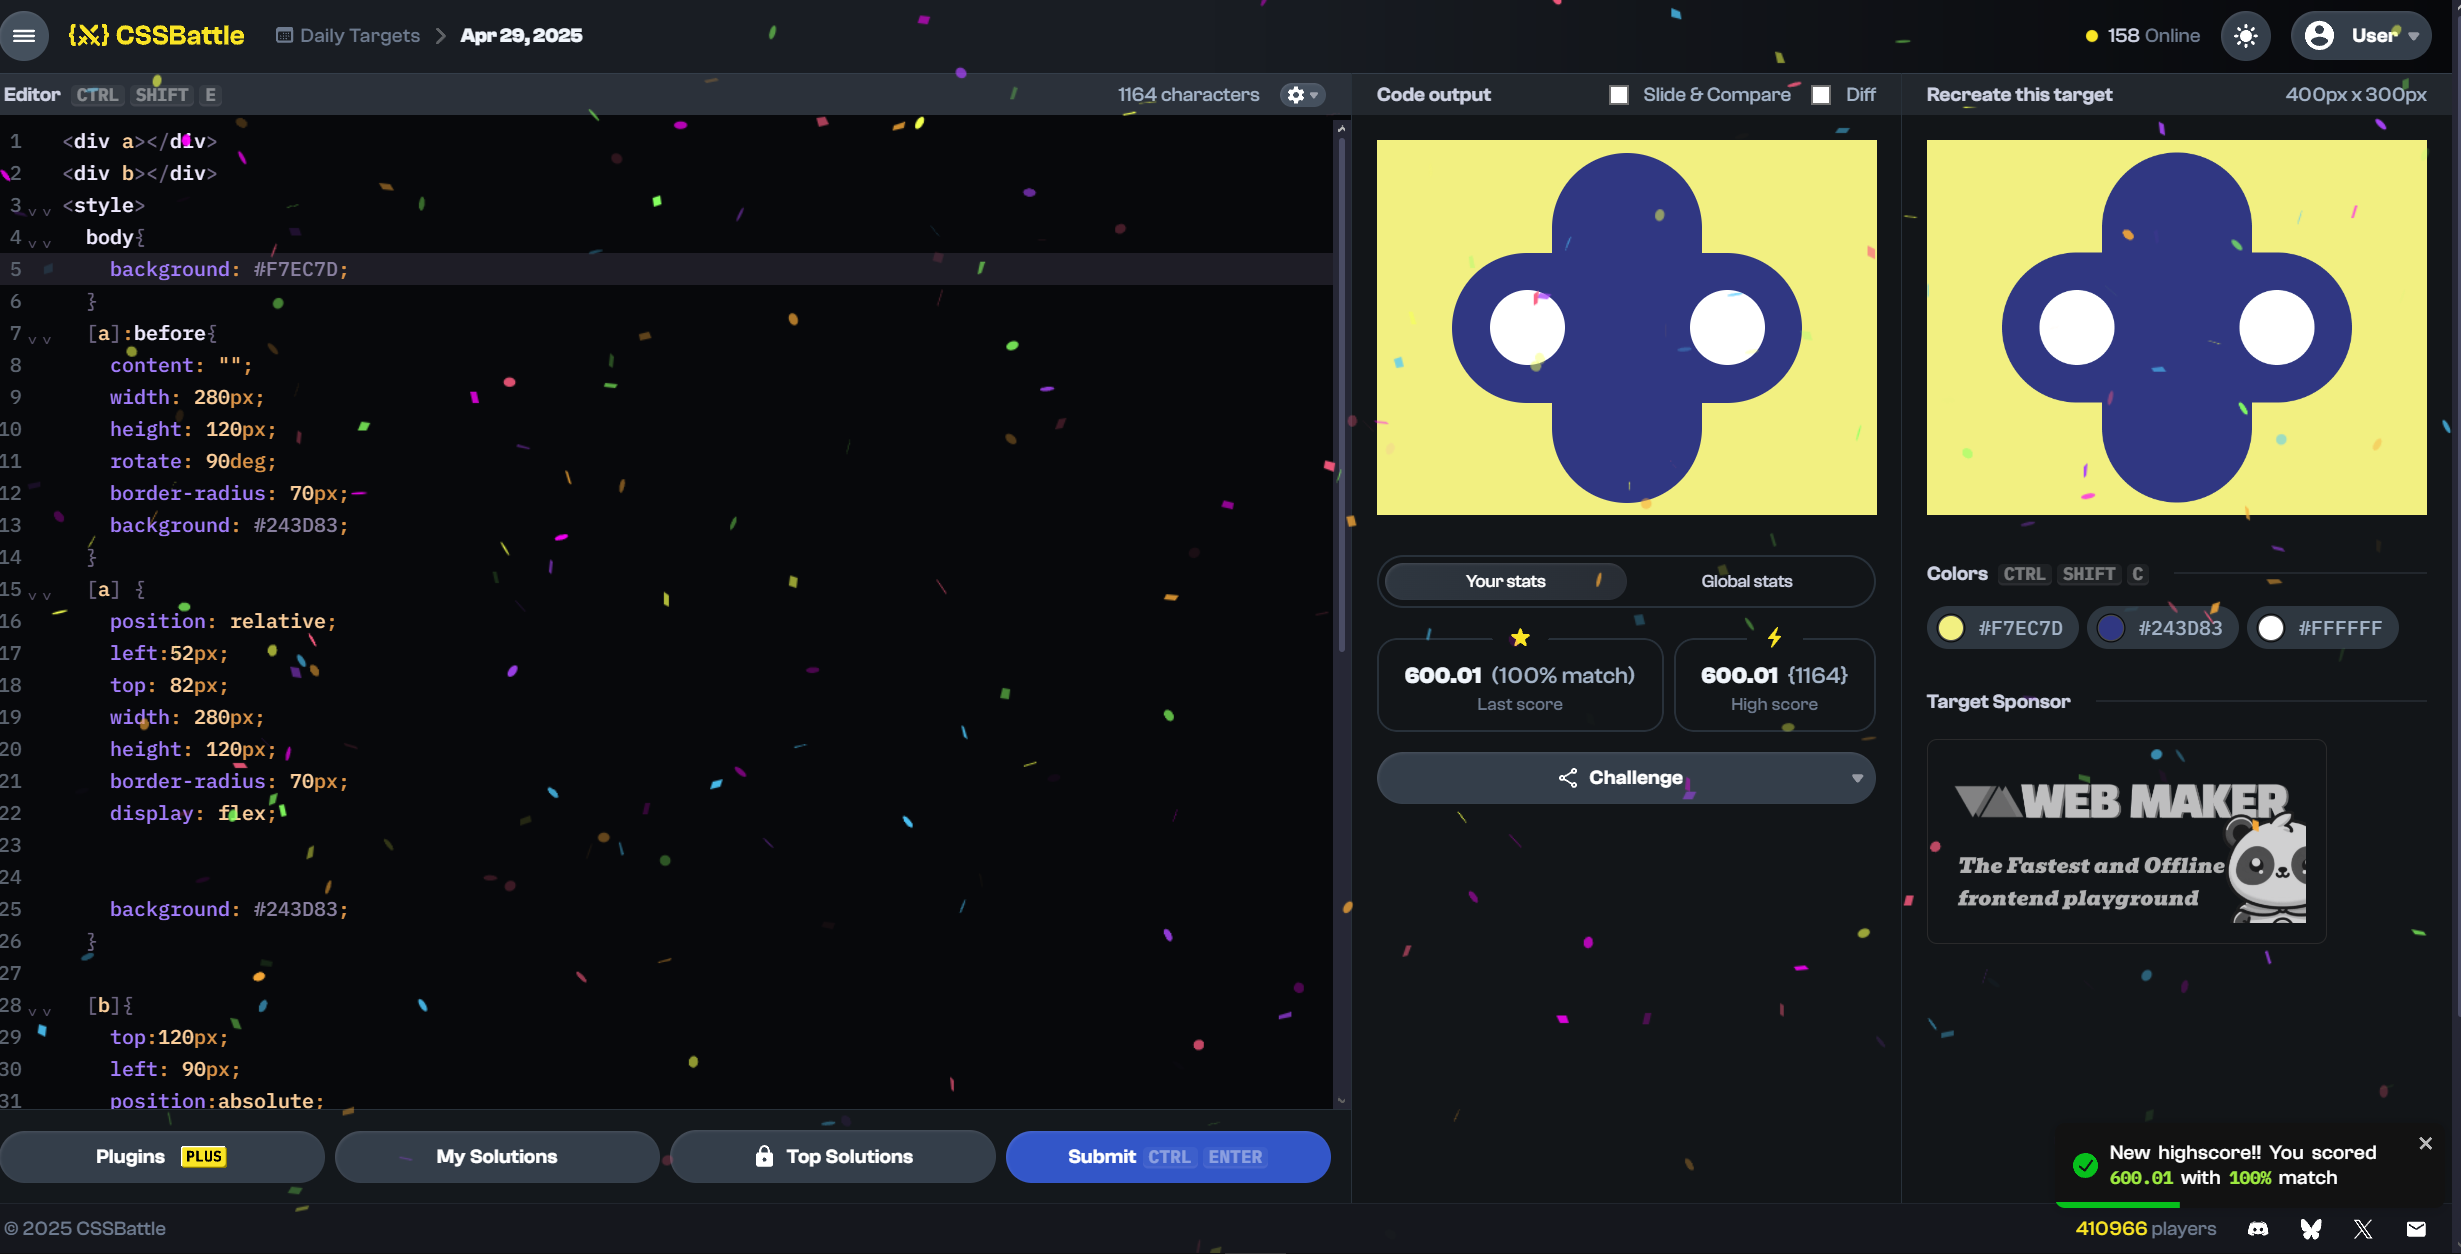 {X} CSSBattle
Daily Targets
Apr 29, 2025
158 Online
User
Editor CTRL SHIFT E
1164 characters
1 <div a></div>
2 <div b></div>
3 <style>
4 body{
5 background: #F7EC7D;
6 }
7 [a]:before{
8 content: "";
9 width: 280px;
10 height: 120px;
11 rotate: 90deg;
12 border-radius: 70px;
13 background: #243D83;
14 }
15 [a] {
16 position: relative;
17 left:52px;
18 top: 82px;
19 width: 280px;
20 height: 120px;
21 border-radius: 70px;
22 display: flex;
23
24
25 background: #243D83;
26 }
27
28 [b]{
29 top:120px;
30 left: 90px;
31 position:absolute;
Plugins PLUS
My Solutions
Top Solutions
Submit CTRL ENTER
Code output
Slide & Compare
Diff
Your stats
Global stats
600.01 (100% match)
Last score
600.01 {1164}
High score
Challenge
Recreate this target
400px x 300px
Colors CTRL SHIFT C
#F7EC7D
#243D83
#FFFFFF
Target Sponsor
WEB MAKER
The Fastest and Offline
frontend playground
New highscore!! You scored
600.01 with 100% match
© 2025 CSSBattle
410966 players